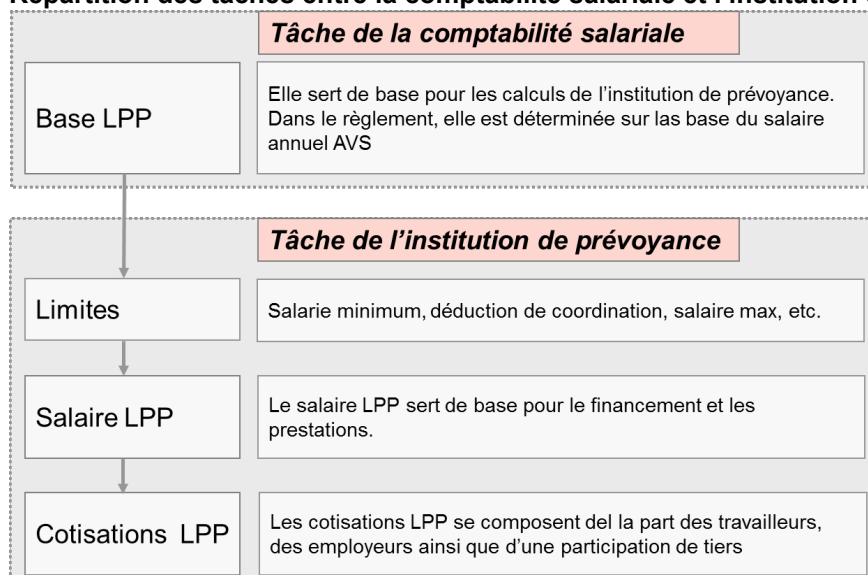 Répartition des tâches entre la comptabilité salariale et l'institution
Tâche de la comptabilité salariale
Base LPP
Elle sert de base pour les calculs de l'institution de prévoyance.
Dans le règlement, elle est déterminée sur las base du salaire
annuel AVS
Tâche de l'institution de prévoyance
Limites
Salarie minimum, déduction de coordination, salaire max, etc.
Salaire LPP
Le salaire LPP sert de base pour le financement et les
prestations.
Cotisations LPP
Les cotisations LPP se composent del la part des travailleurs,
des employeurs ainsi que d'une participation de tiers